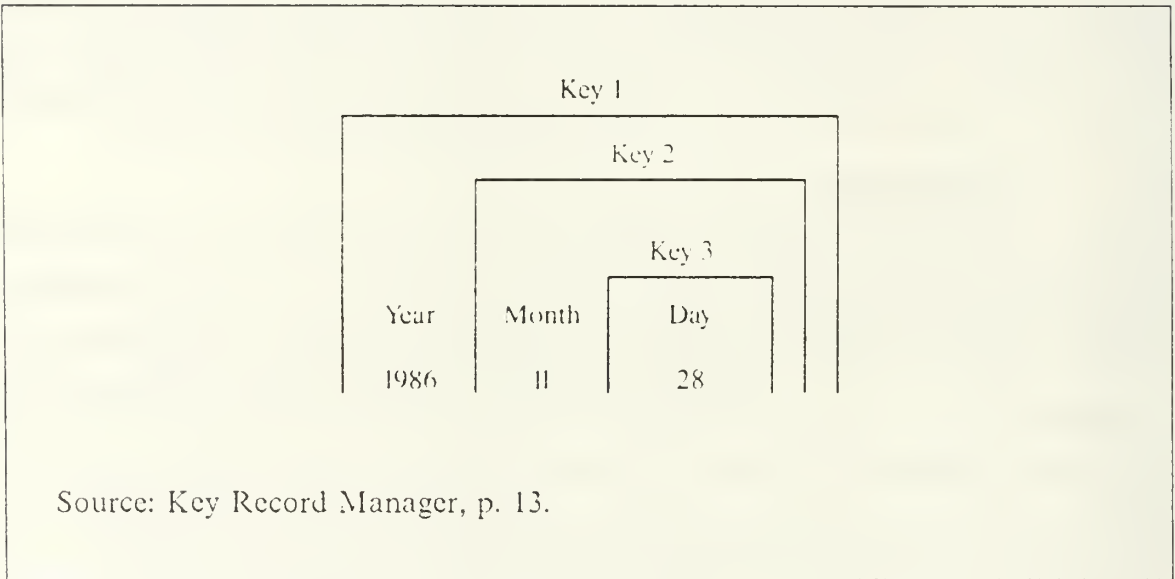 Key 1
Key 2
Key 3
Year Month Day
1986 11 28
Source: Key Record Manager, p. 13.